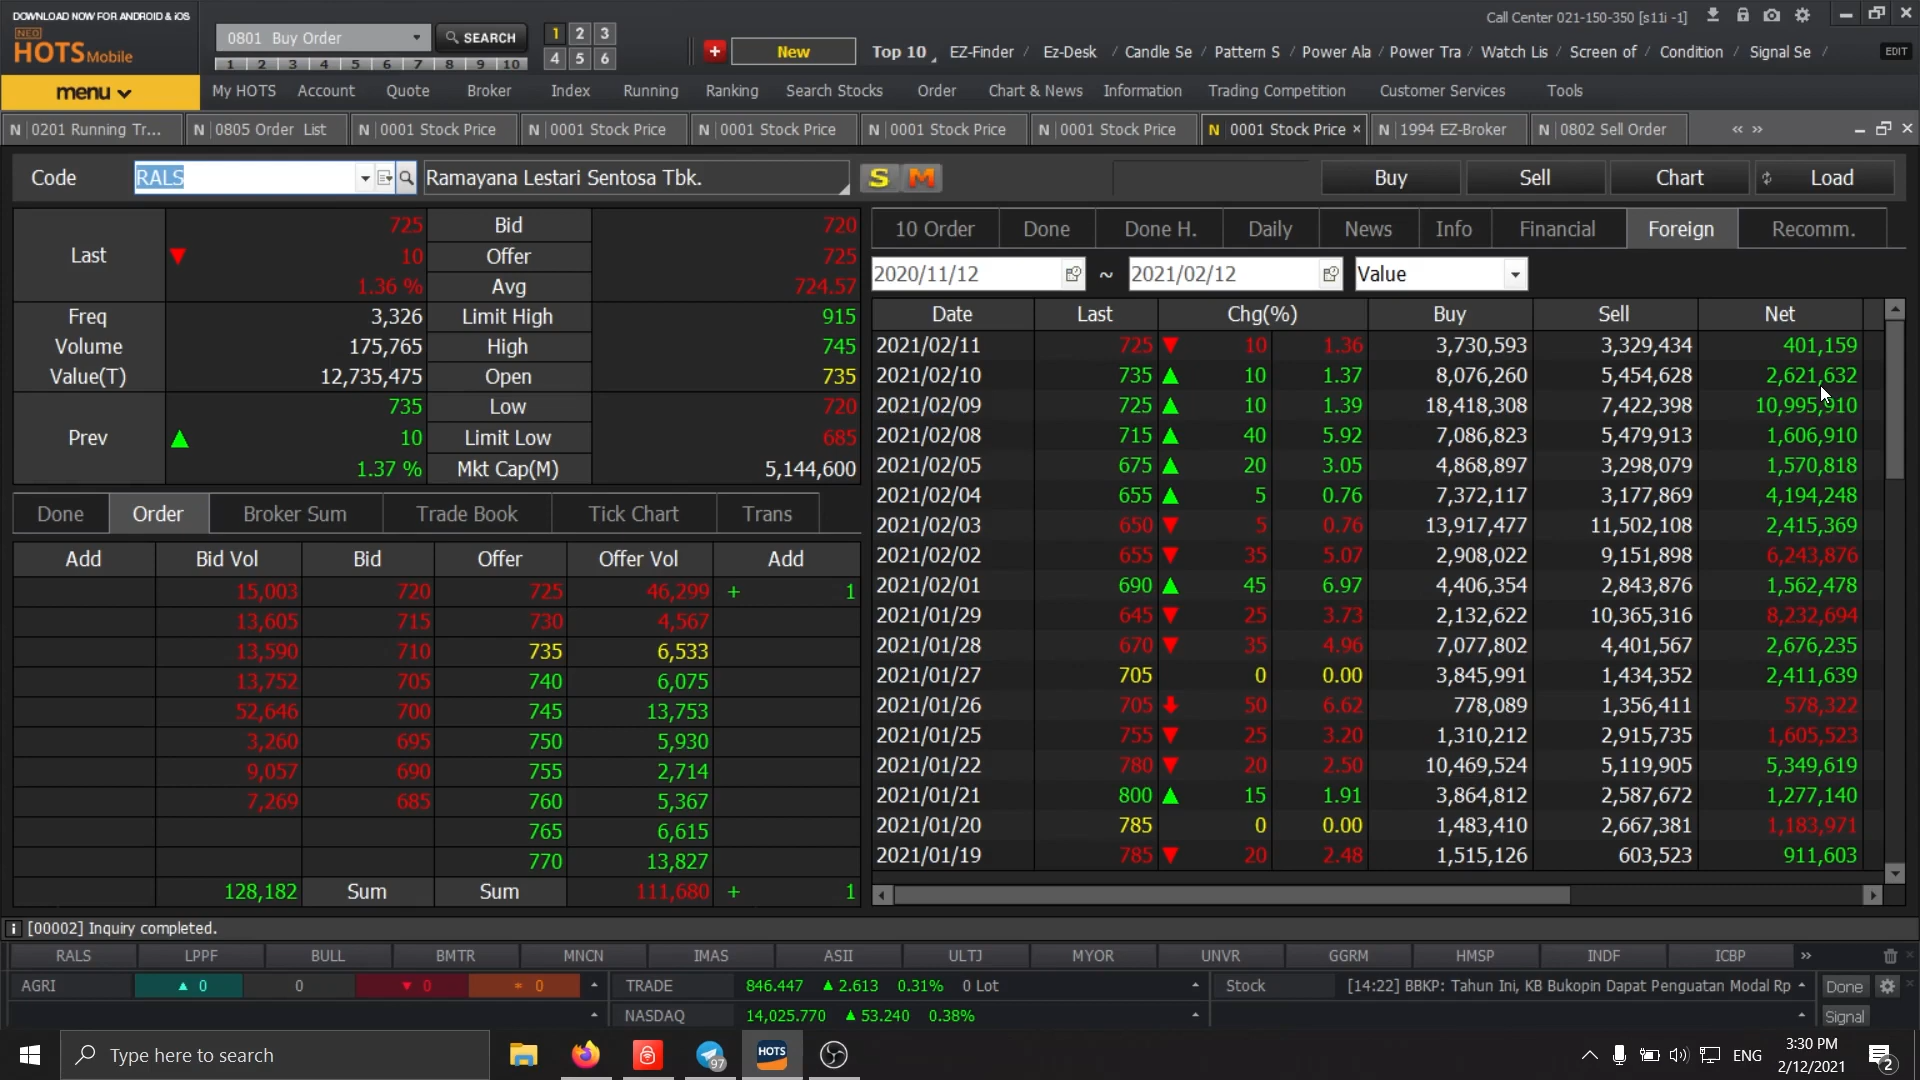 DOWNLOAD NOW FOR ANDROID & iOS
NEO
HOTS Mobile
0801 Buy Order
SEARCH
1 2 3 4 5 6 7 8 9 10
1 2 3
4 5 6
New
Call Center 021-150-350 [s11i -1]
Top 10 EZ-Finder / Ez-Desk / Candle Se / Pattern S / Power Ala / Power Tra / Watch Lis / Screen of / Condition / Signal Se /
EDIT
menu
My HOTS Account Quote Broker Index Running Ranking Search Stocks Order Chart & News Information Trading Competition Customer Services Tools
N 0201 Running Tr... N 0805 Order List N 0001 Stock Price N 0001 Stock Price N 0001 Stock Price N 0001 Stock Price N 0001 Stock Price N 0001 Stock Price × N 1994 EZ-Broker N 0802 Sell Order « »
Code RALS Ramayana Lestari Sentosa Tbk. S M Buy Sell Chart Load
Last ▼ 725 Bid 720
10 Offer 725
1.36 % Avg 724.57
Freq 3,326 Limit High 915
Volume 175,765 High 745
Value(T) 12,735,475 Open 735
Prev ▲ 735 Low 720
10 Limit Low 685
1.37 % Mkt Cap(M) 5,144,600
Done Order Broker Sum Trade Book Tick Chart Trans
Add Bid Vol Bid Offer Offer Vol Add
15,003 720 725 46,299 + 1
13,605 715 730 4,567
13,590 710 735 6,533
13,752 705 740 6,075
52,646 700 745 13,753
3,260 695 750 5,930
9,057 690 755 2,714
7,269 685 760 5,367
765 6,615
770 13,827
128,182 Sum Sum 111,680 + 1
10 Order Done Done H. Daily News Info Financial Foreign Recomm.
2020/11/12 ~ 2021/02/12 Value
Date Last Chg(%) Buy Sell Net
2021/02/11 725 ▼ 10 1.36 3,730,593 3,329,434 401,159
2021/02/10 735 ▲ 10 1.37 8,076,260 5,454,628 2,621,632
2021/02/09 725 ▲ 10 1.39 18,418,308 7,422,398 10,995,910
2021/02/08 715 ▲ 40 5.92 7,086,823 5,479,913 1,606,910
2021/02/05 675 ▲ 20 3.05 4,868,897 3,298,079 1,570,818
2021/02/04 655 ▲ 5 0.76 7,372,117 3,177,869 4,194,248
2021/02/03 650 ▼ 5 0.76 13,917,477 11,502,108 2,415,369
2021/02/02 655 ▼ 35 5.07 2,908,022 9,151,898 6,243,876
2021/02/01 690 ▲ 45 6.97 4,406,354 2,843,876 1,562,478
2021/01/29 645 ▼ 25 3.73 2,132,622 10,365,316 8,232,694
2021/01/28 670 ▼ 35 4.96 7,077,802 4,401,567 2,676,235
2021/01/27 705 0 0.00 3,845,991 1,434,352 2,411,639
2021/01/26 705 ⬇ 50 6.62 778,089 1,356,411 578,322
2021/01/25 755 ▼ 25 3.20 1,310,212 2,915,735 1,605,523
2021/01/22 780 ▼ 20 2.50 10,469,524 5,119,905 5,349,619
2021/01/21 800 ▲ 15 1.91 3,864,812 2,587,672 1,277,140
2021/01/20 785 0 0.00 1,483,410 2,667,381 1,183,971
2021/01/19 785 ▼ 20 2.48 1,515,126 603,523 911,603
i [00002] Inquiry completed.
RALS LPPF BULL BMTR MNCN IMAS ASII ULTJ MYOR UNVR GGRM HMSP INDF ICBP »
AGRI ▲ 0 0 ▼ 0 * 0 TRADE 846.447 ▲ 2.613 0.31% 0 Lot Stock [14:22] BBKP: Tahun Ini, KB Bukopin Dapat Penguatan Modal Rp Done
NASDAQ 14,025.770 ▲ 53.240 0.38% Signal
Type here to search
97
HOTS
ENG
3:30 PM
2/12/2021
2